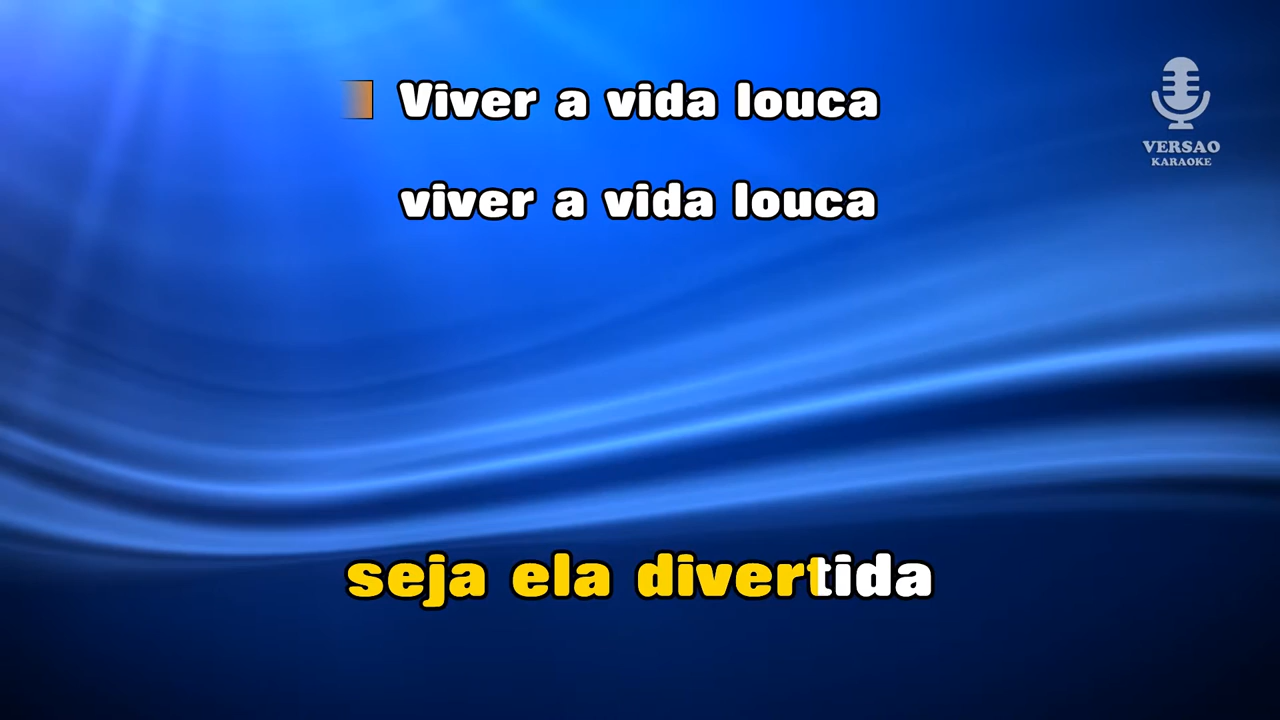 Viver a vida louca
VERSAO
KARAOKE
viver a vida louca
seja ela divertida